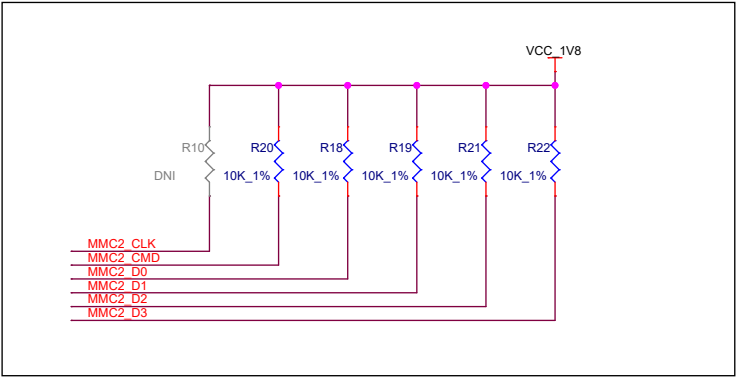 VCC_1V8
R10 R20 R18 R19 R21 R22
DNI 10K_1% 10K_1% 10K_1% 10K_1% 10K_1%
MMC2_CLK
MMC2_CMD
MMC2_D0
MMC2_D1
MMC2_D2
MMC2_D3